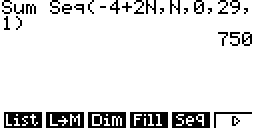 Sum Seq(-4+2N,N,0,29,
1)
750
List L→M Dim Fill Seq ▷